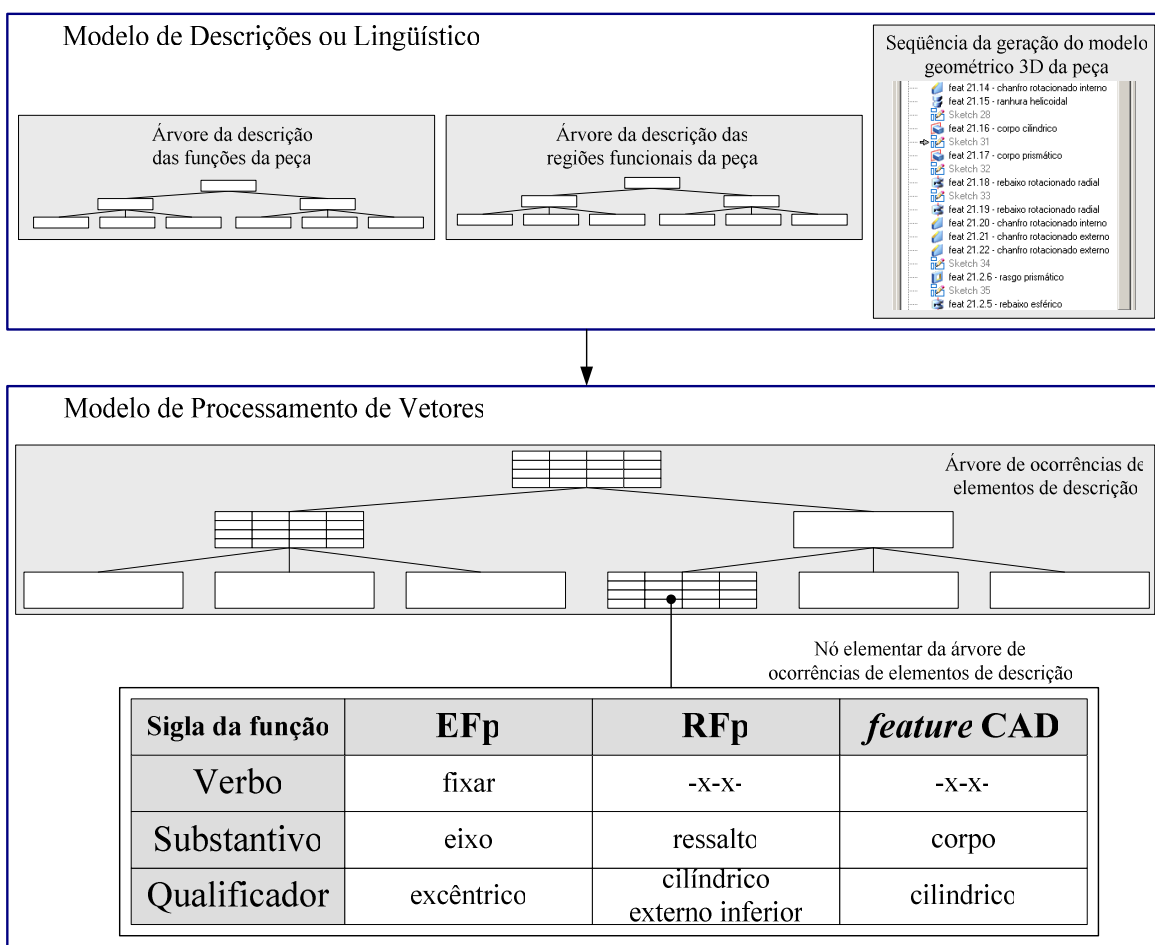 Modelo de Descrições ou Lingüístico
Seqüência da geração do modelo
geométrico 3D da peça
feat 21.14 - chanfro rotacionado interno
feat 21.15 - ranhura helicoidal
Sketch 28
feat 21.16 - corpo cilíndrico
Sketch 31
feat 21.17 - corpo prismático
Sketch 32
feat 21.18 - rebaixo rotacionado radial
Sketch 33
feat 21.19 - rebaixo rotacionado radial
feat 21.20 - chanfro rotacionado interno
feat 21.21 - chanfro rotacionado externo
feat 21.22 - chanfro rotacionado externo
Sketch 34
feat 21.2.6 - rasgo prismático
Sketch 35
feat 21.2.5 - rebaixo esférico
Árvore da descrição
das funções da peça
Árvore da descrição das
regiões funcionais da peça
Modelo de Processamento de Vetores
Árvore de ocorrências de
elementos de descrição
Nó elementar da árvore de
ocorrências de elementos de descrição
Sigla da função EFp RFp feature CAD
Verbo fixar -x-x- -x-x-
Substantivo eixo ressalto corpo
Qualificador excêntrico cilíndrico externo inferior cilindrico